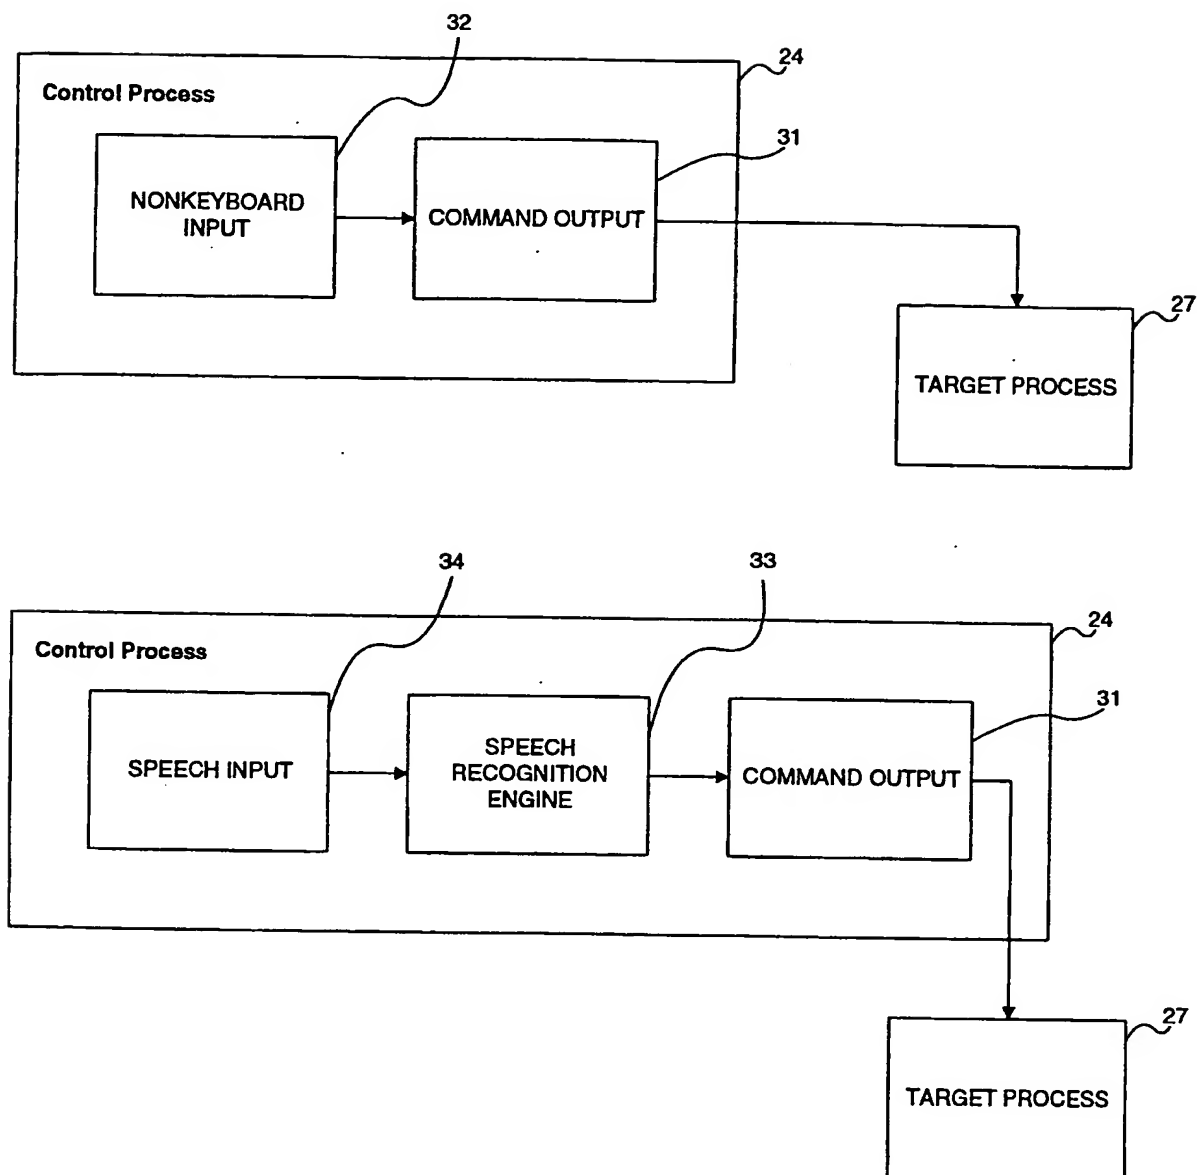 32
24
Control Process
31
NONKEYBOARD
INPUT
COMMAND OUTPUT
27
TARGET PROCESS
34
33
24
Control Process
31
SPEECH INPUT
SPEECH
RECOGNITION
ENGINE
COMMAND OUTPUT
27
TARGET PROCESS